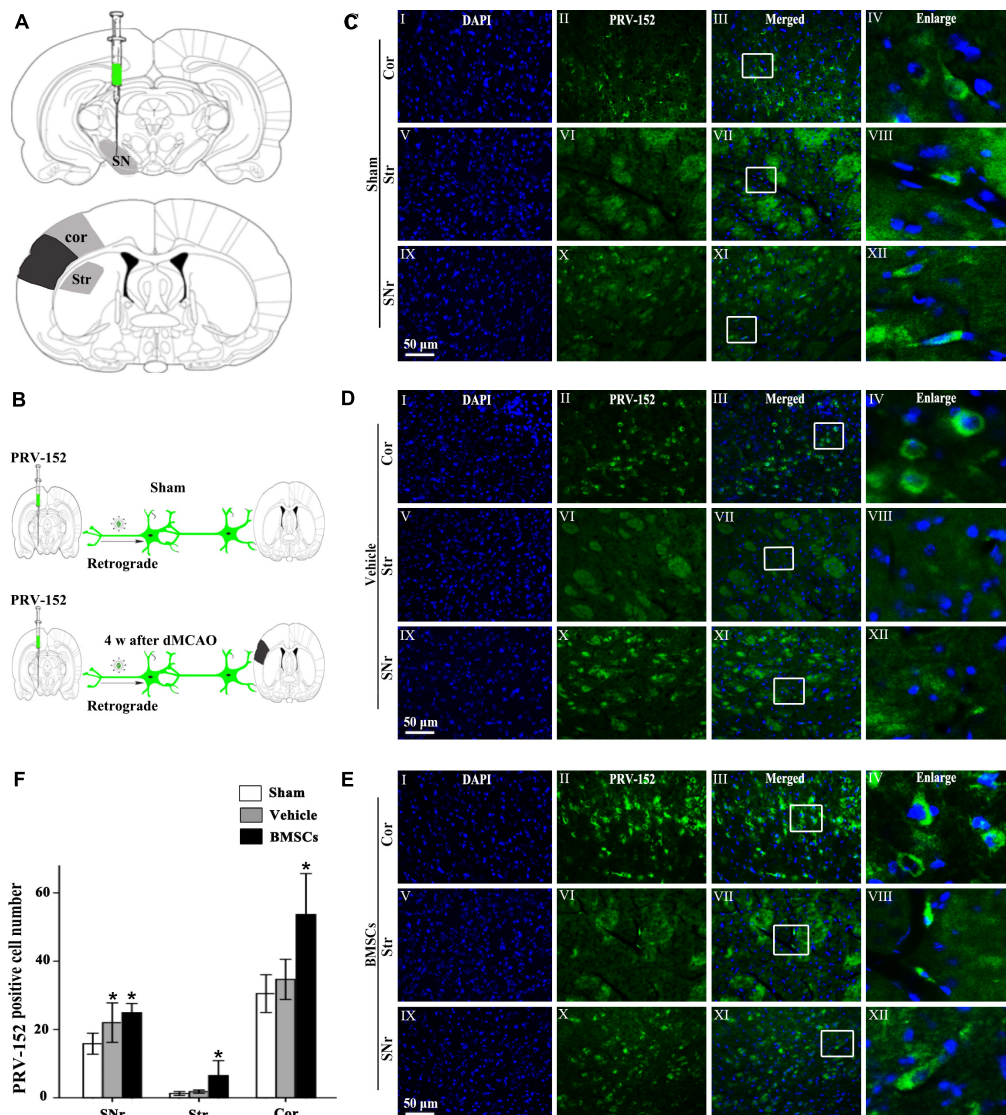 A
SN
cor
Str
B
PRV-152
Sham
Retrograde
PRV-152
4 w after dMCAO
Retrograde
F
Sham
Vehicle
BMSCs
PRV-152 positive cell number
60
40
20
0
* *
*
*
SNr Str Cor
C
Sham
Cor
Str
SNr
I DAPI II PRV-152 III Merged IV Enlarge
V VI VII VIII
IX X XI XII
50 μm
D
Vehicle
Cor
Str
SNr
I DAPI II PRV-152 III Merged IV Enlarge
V VI VII VIII
IX X XI XII
50 μm
E
BMSCs
Cor
Str
SNr
I DAPI II PRV-152 III Merged IV Enlarge
V VI VII VIII
IX X XI XII
50 μm